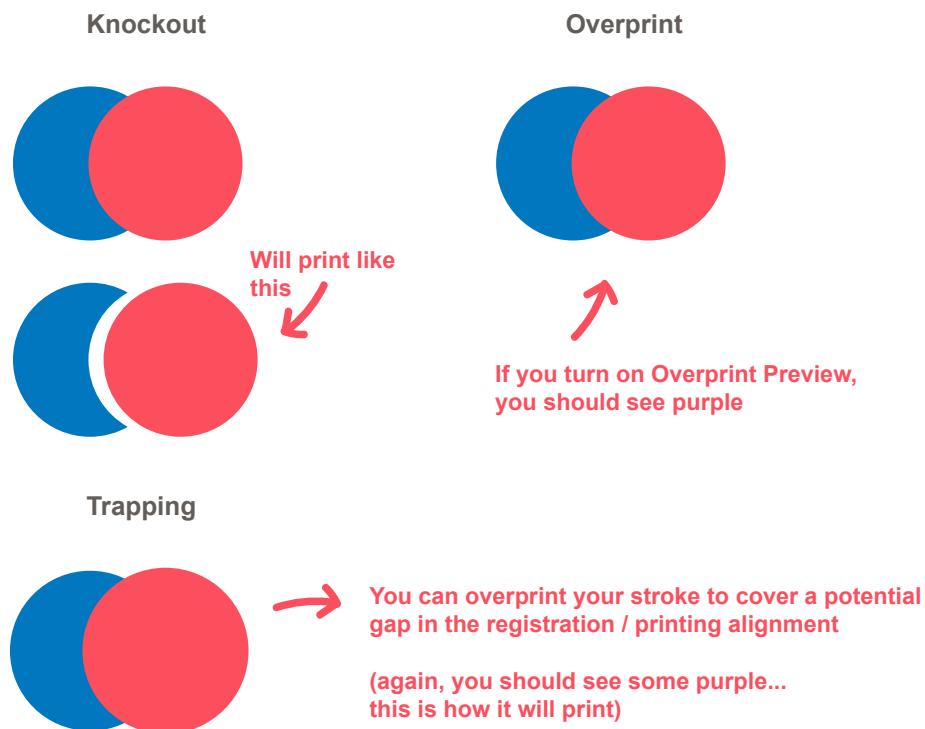 Knockout
Overprint
Will print like
this
If you turn on Overprint Preview,
you should see purple
Trapping
You can overprint your stroke to cover a potential
gap in the registration / printing alignment
(again, you should see some purple...
this is how it will print)